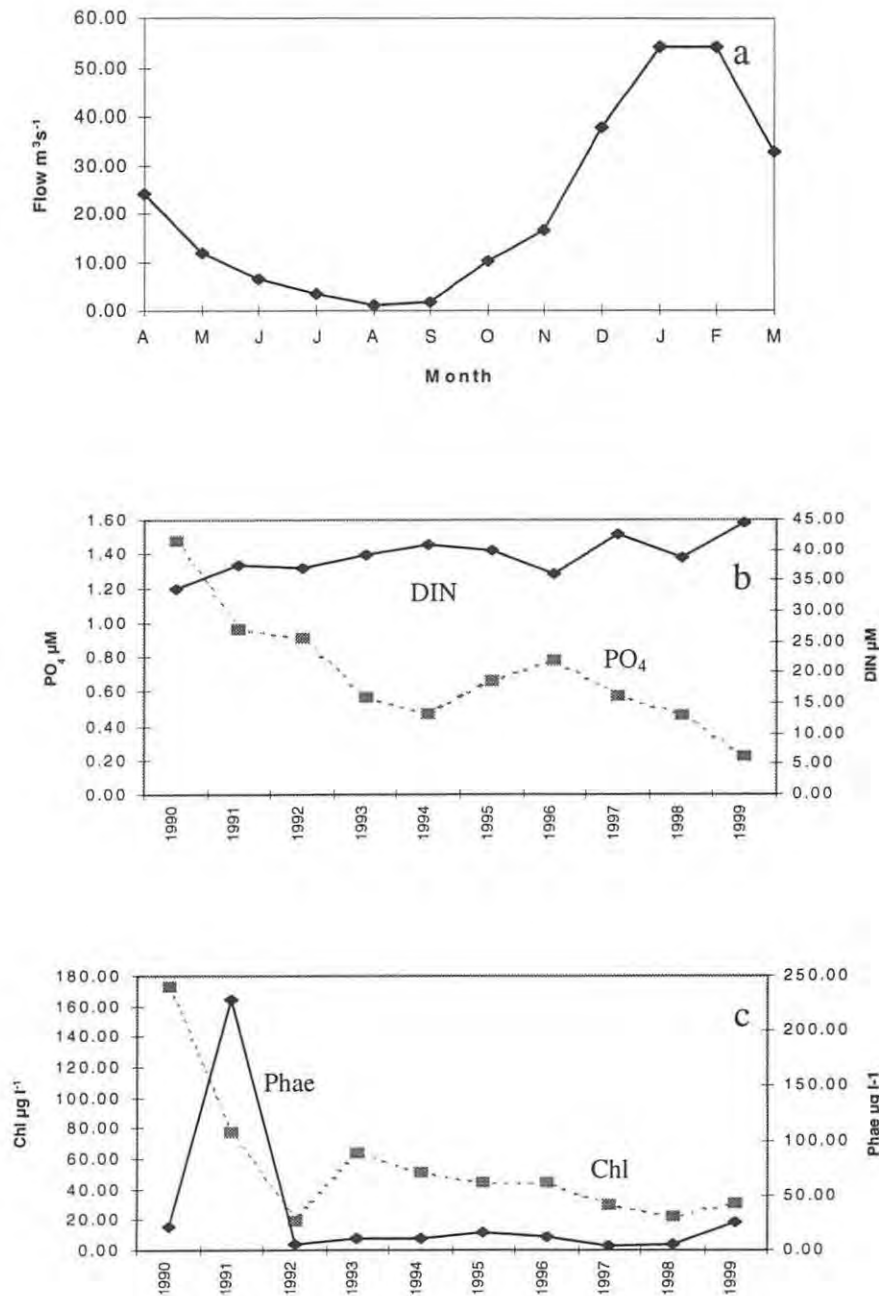 60.00
50.00
40.00
30.00
20.00
10.00
0.00
Flow m³s⁻¹
a
A M J J A S O N D J F M
Month
1.60
1.40
1.20
1.00
0.80
0.60
0.40
0.20
0.00
PO₄ µM
DIN
PO₄
b
45.00
40.00
35.00
30.00
25.00
20.00
15.00
10.00
5.00
0.00
DIN µM
1990 1991 1992 1993 1994 1995 1996 1997 1998 1999
180.00
160.00
140.00
120.00
100.00
80.00
60.00
40.00
20.00
0.00
Chl µg l⁻¹
Phae
Chl
c
250.00
200.00
150.00
100.00
50.00
0.00
Phae µg l-1
1990 1991 1992 1993 1994 1995 1996 1997 1998 1999